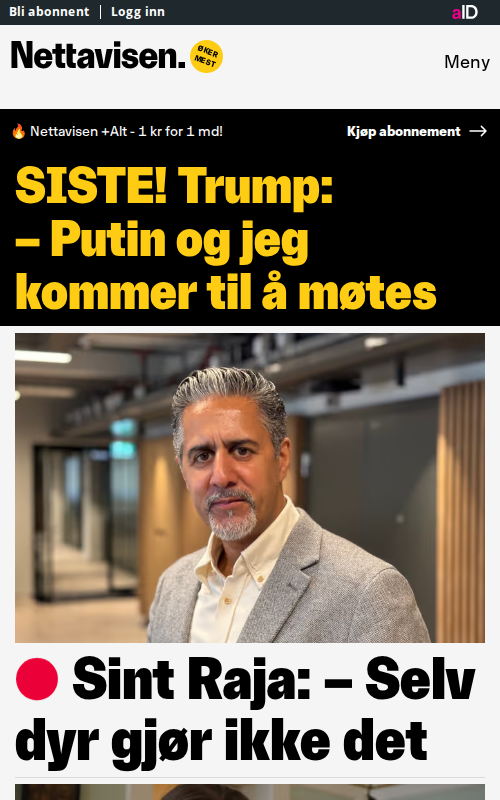 Bli abonnent | Logg inn
aID
Nettavisen.
ØKER
MEST
Meny
🔥 Nettavisen +Alt - 1 kr for 1 md!
Kjøp abonnement →
SISTE! Trump:
– Putin og jeg
kommer til å møtes
Sint Raja: – Selv
dyr gjør ikke det